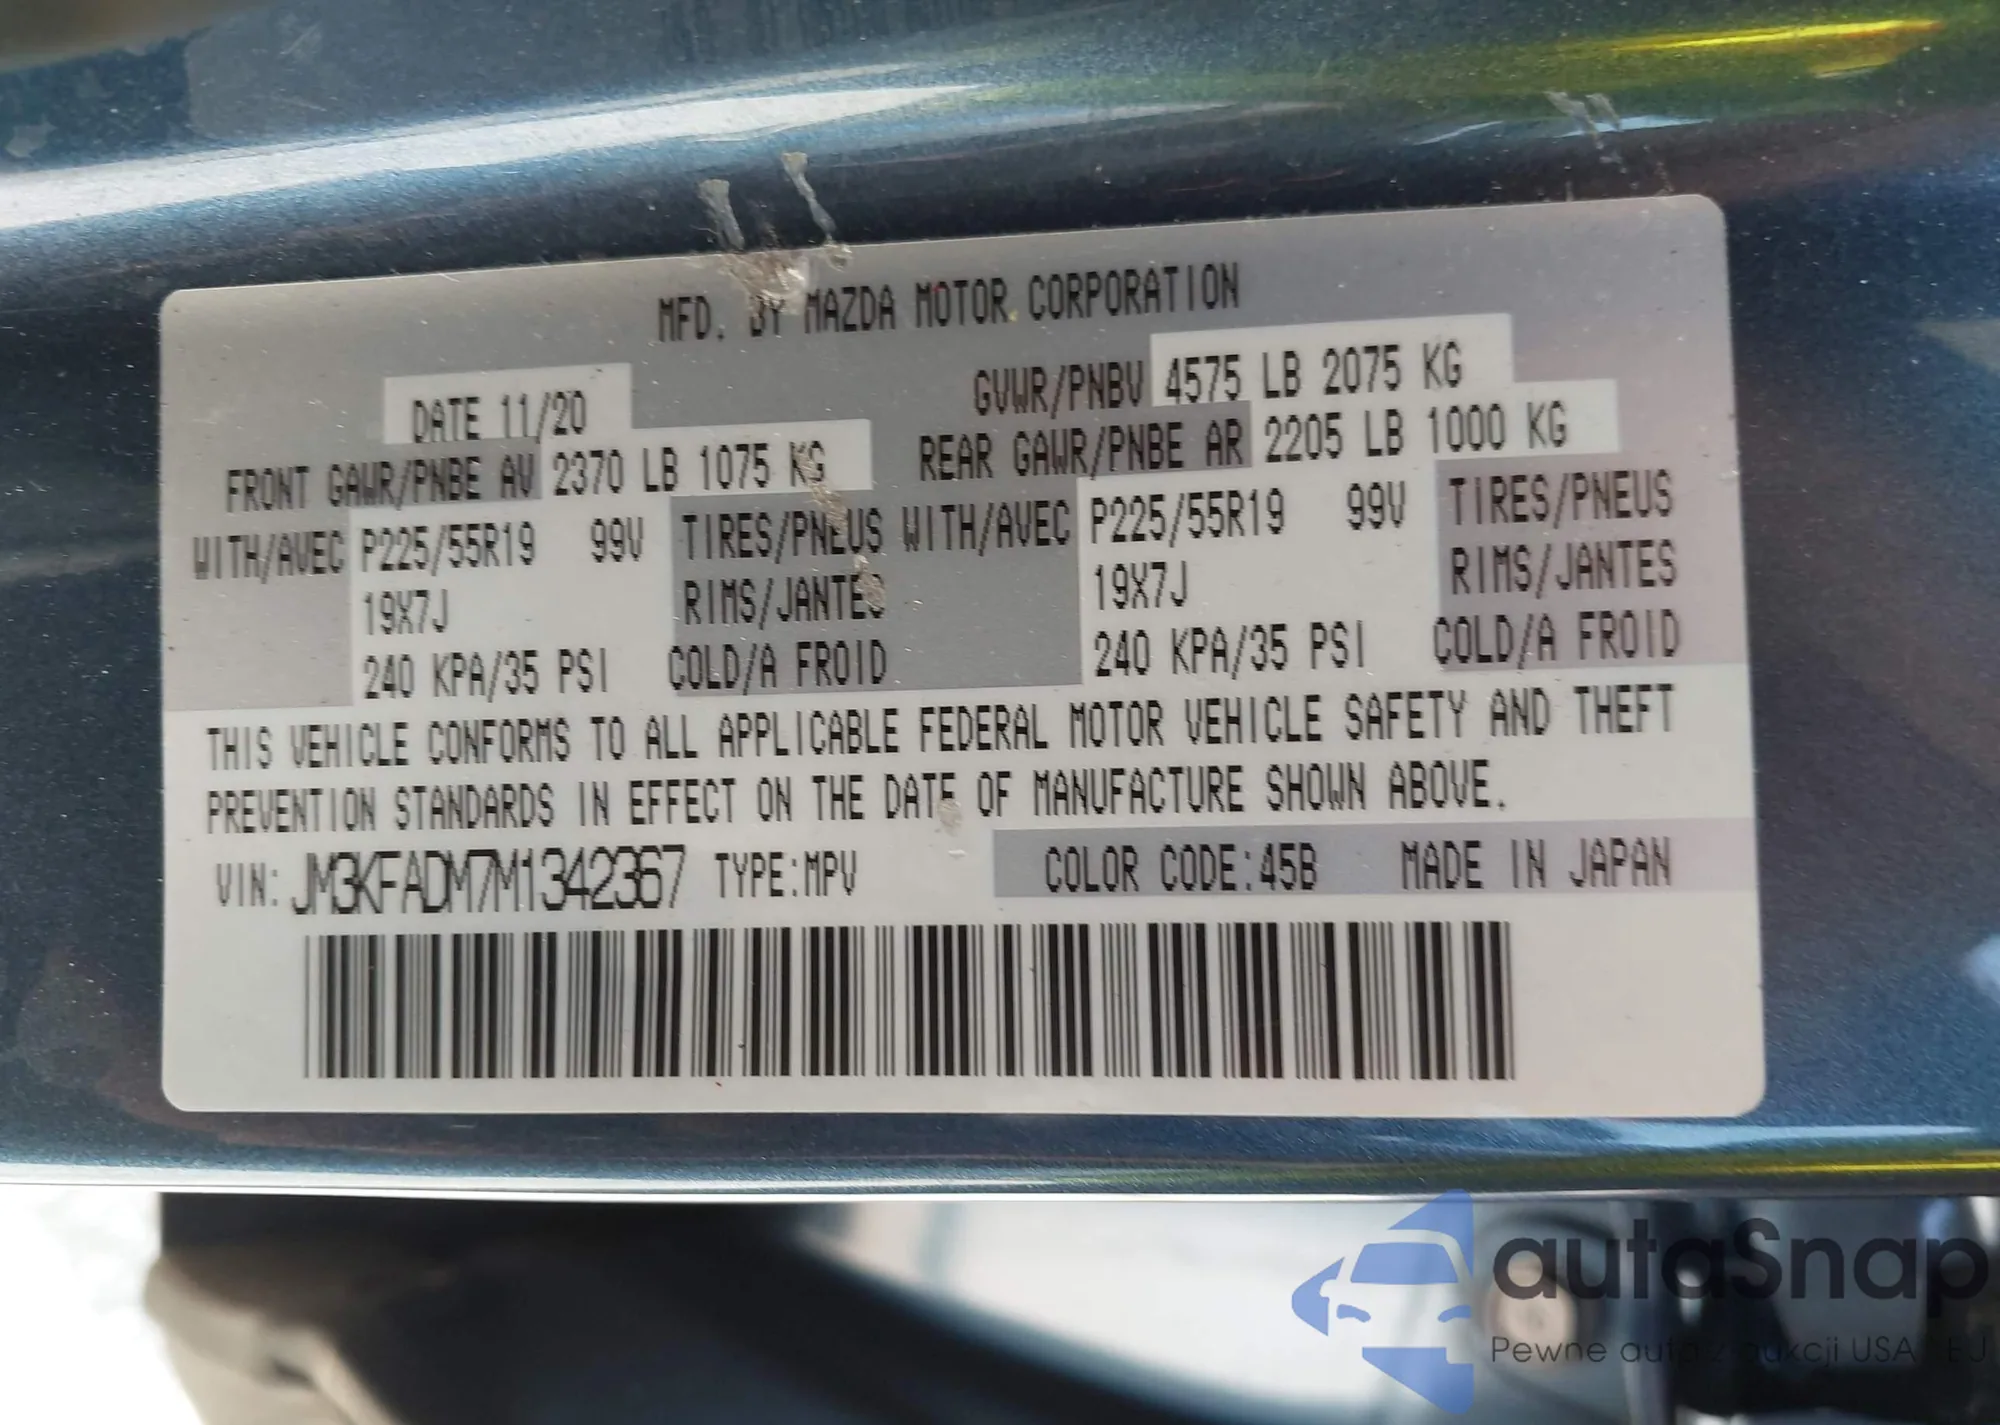 MFD. BY MAZDA MOTOR CORPORATION
DATE 11/20 GVWR/PNBV 4575 LB 2075 KG
FRONT GAWR/PNBE AV 2370 LB 1075 KG REAR GAWR/PNBE AR 2205 LB 1000 KG
WITH/AVEC P225/55R19 99V TIRES/PNEUS WITH/AVEC P225/55R19 99V TIRES/PNEUS
19X7J RIMS/JANTES 19X7J RIMS/JANTES
240 KPA/35 PSI COLD/A FROID 240 KPA/35 PSI COLD/A FROID
THIS VEHICLE CONFORMS TO ALL APPLICABLE FEDERAL MOTOR VEHICLE SAFETY AND THEFT
PREVENTION STANDARDS IN EFFECT ON THE DATE OF MANUFACTURE SHOWN ABOVE.
VIN: JM3KFADM7M1342367 TYPE:MPV COLOR CODE:45B MADE IN JAPAN
autaSnap
Pewne auta z aukcji USA i EU